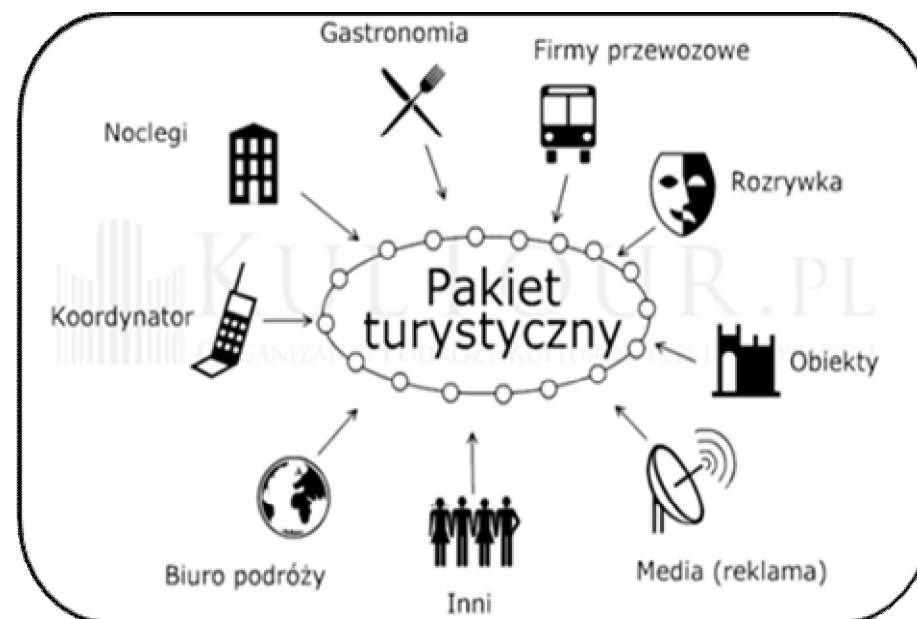 Gastronomia
Firmy przewozowe
Noclegi
Rozrywka
KULTOUR.PL
Pakiet
turystyczny
Koordynator
Obiekty
Biuro podróży
Media (reklama)
Inni